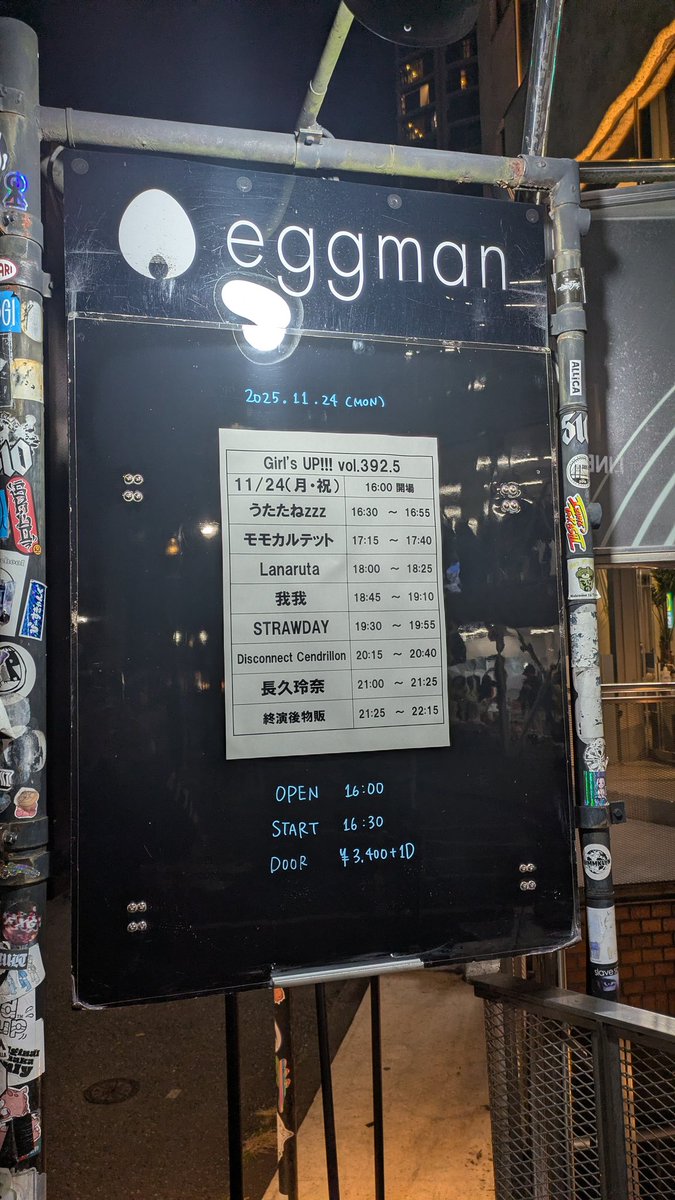 eggman
2025.11.24 (MON)
Girl's UP!!! vol.392.5
11/24(月・祝) 16:00 開場
うたたねzzz 16:30 ～ 16:55
モモカルテット 17:15 ～ 17:40
Lanaruta 18:00 ～ 18:25
我我 18:45 ～ 19:10
STRAWDAY 19:30 ～ 19:55
Disconnect Cendrillon 20:15 ～ 20:40
長久玲奈 21:00 ～ 21:25
終演後物販 21:25 ～ 22:15
OPEN 16:00
START 16:30
DOOR ¥3,400+1D
ALLiCA